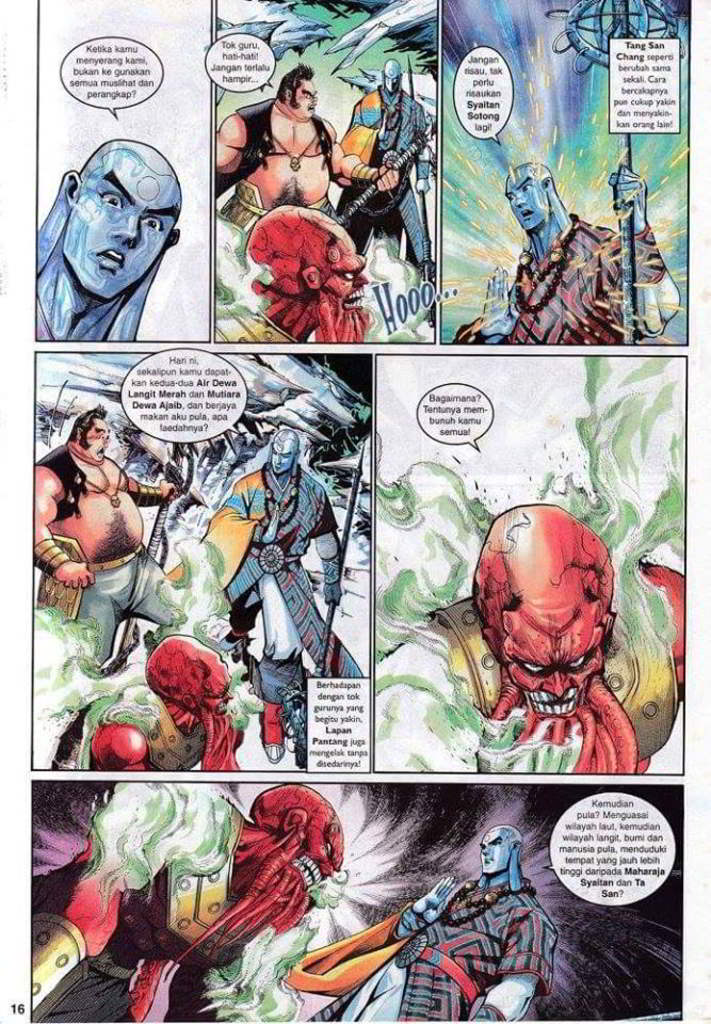 Ketika kamu
menyerang kami,
bukan ke gunakan
semua muslihat dan
perangkap?
Tok guru,
hati-hati!
Jangan terlalu
hampir...
HOOO...
Jangan
risau, tak
perlu
risaukan
Syaitan
Sotong
lagi!
Tang San
Chang seperti
berubah sama
sekali. Cara
bercakapnya
pun cukup yakin
dan menyakin-
kan orang lain!
Hari ni,
sekalipun kamu dapat-
kan kedua-dua Air Dewa
Langit Merah dan Mutiara
Dewa Ajaib, dan berjaya
makan aku pula, apa
faedahnya?
Berhadapan
dengan tok
gurunya yang
begitu yakin,
Lapan
Pantang juga
mengelak tanpa
disedarinya!
Bagaimana?
Tentunya mem-
bunuh kamu
semua!
Kemudian
pula? Menguasai
wilayah laut, kemudian
wilayah langit, bumi dan
manusia pula, menduduki
tempat yang jauh lebih
tinggi daripada Maharaja
Syaitan dan Ta
San?
16